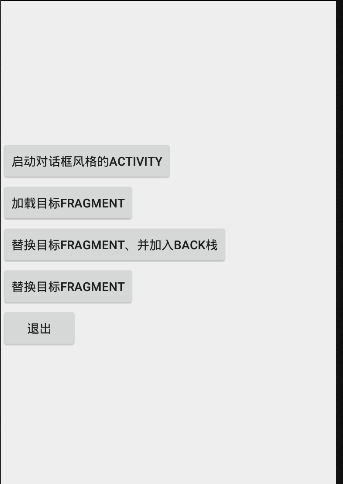 启动对话框风格的ACTIVITY
加载目标FRAGMENT
替换目标FRAGMENT、并加入BACK栈
替换目标FRAGMENT
退出